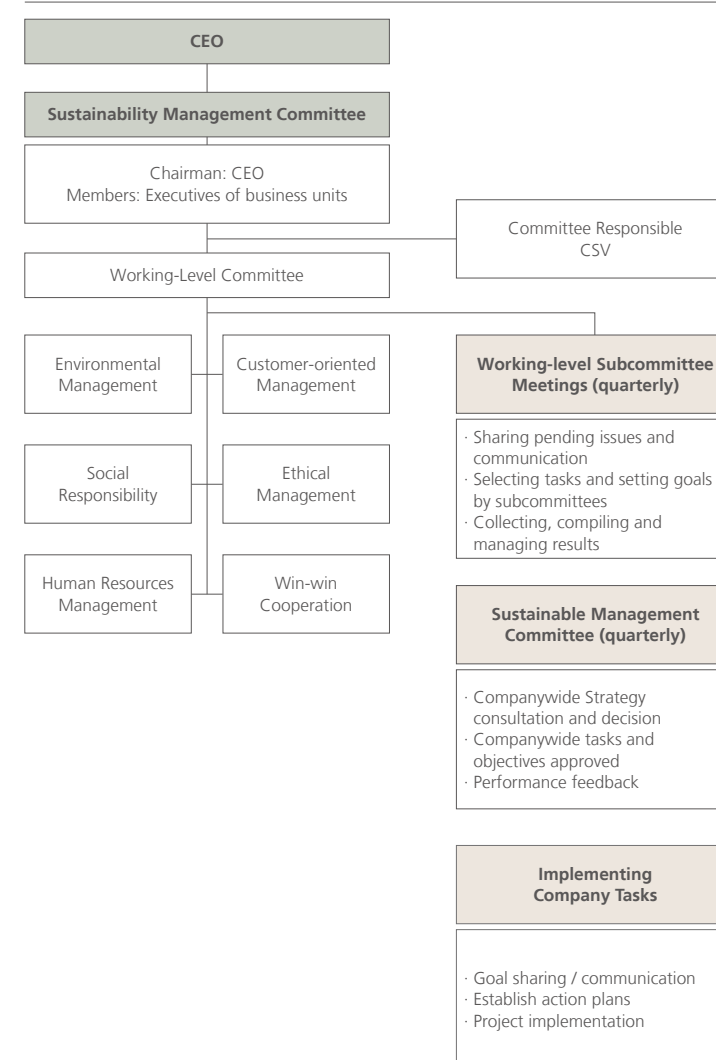 CEO
Sustainability Management Committee
Chairman: CEO
Members: Executives of business units
Committee Responsible
CSV
Working-Level Committee
Environmental
Management
Customer-oriented
Management
Social
Responsibility
Ethical
Management
Human Resources
Management
Win-win
Cooperation
Working-level Subcommittee
Meetings (quarterly)
· Sharing pending issues and
communication
· Selecting tasks and setting goals
by subcommittees
· Collecting, compiling and
managing results
Sustainable Management
Committee (quarterly)
· Companywide Strategy
consultation and decision
· Companywide tasks and
objectives approved
· Performance feedback
Implementing
Company Tasks
· Goal sharing / communication
· Establish action plans
· Project implementation